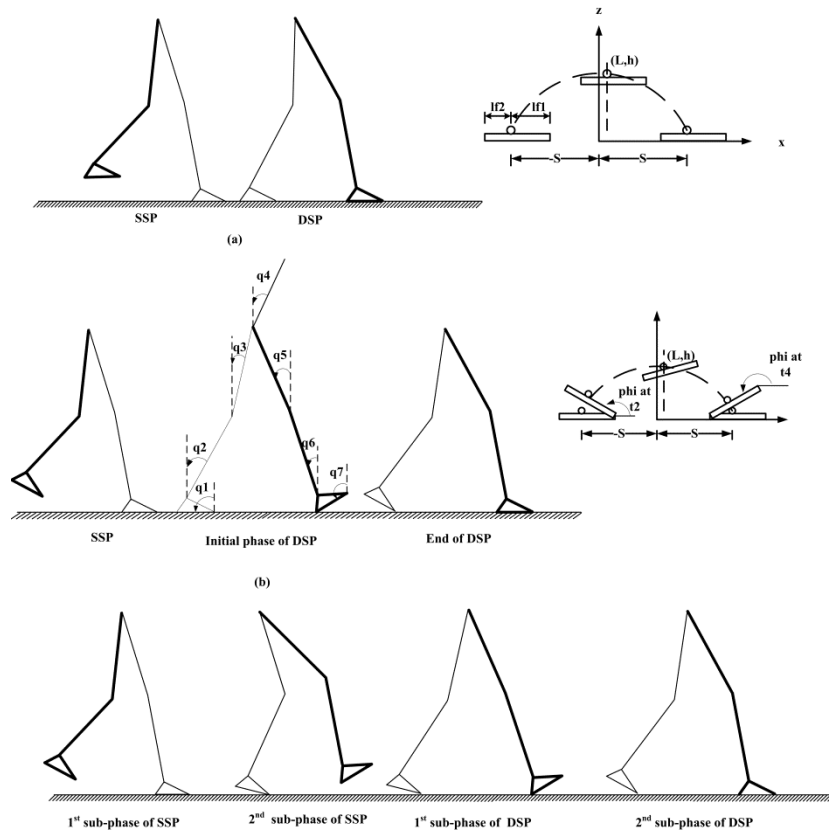 z
(L,h)
lf2
lf1
x
-S
S
SSP
DSP
(a)
q4
q3
q5
q2
q6
q1
q7
(L,h)
phi at
t4
phi at
t2
-S
S
SSP
Initial phase of DSP
End of DSP
(b)
1st sub-phase of SSP
2nd sub-phase of SSP
1st sub-phase of DSP
2nd sub-phase of DSP